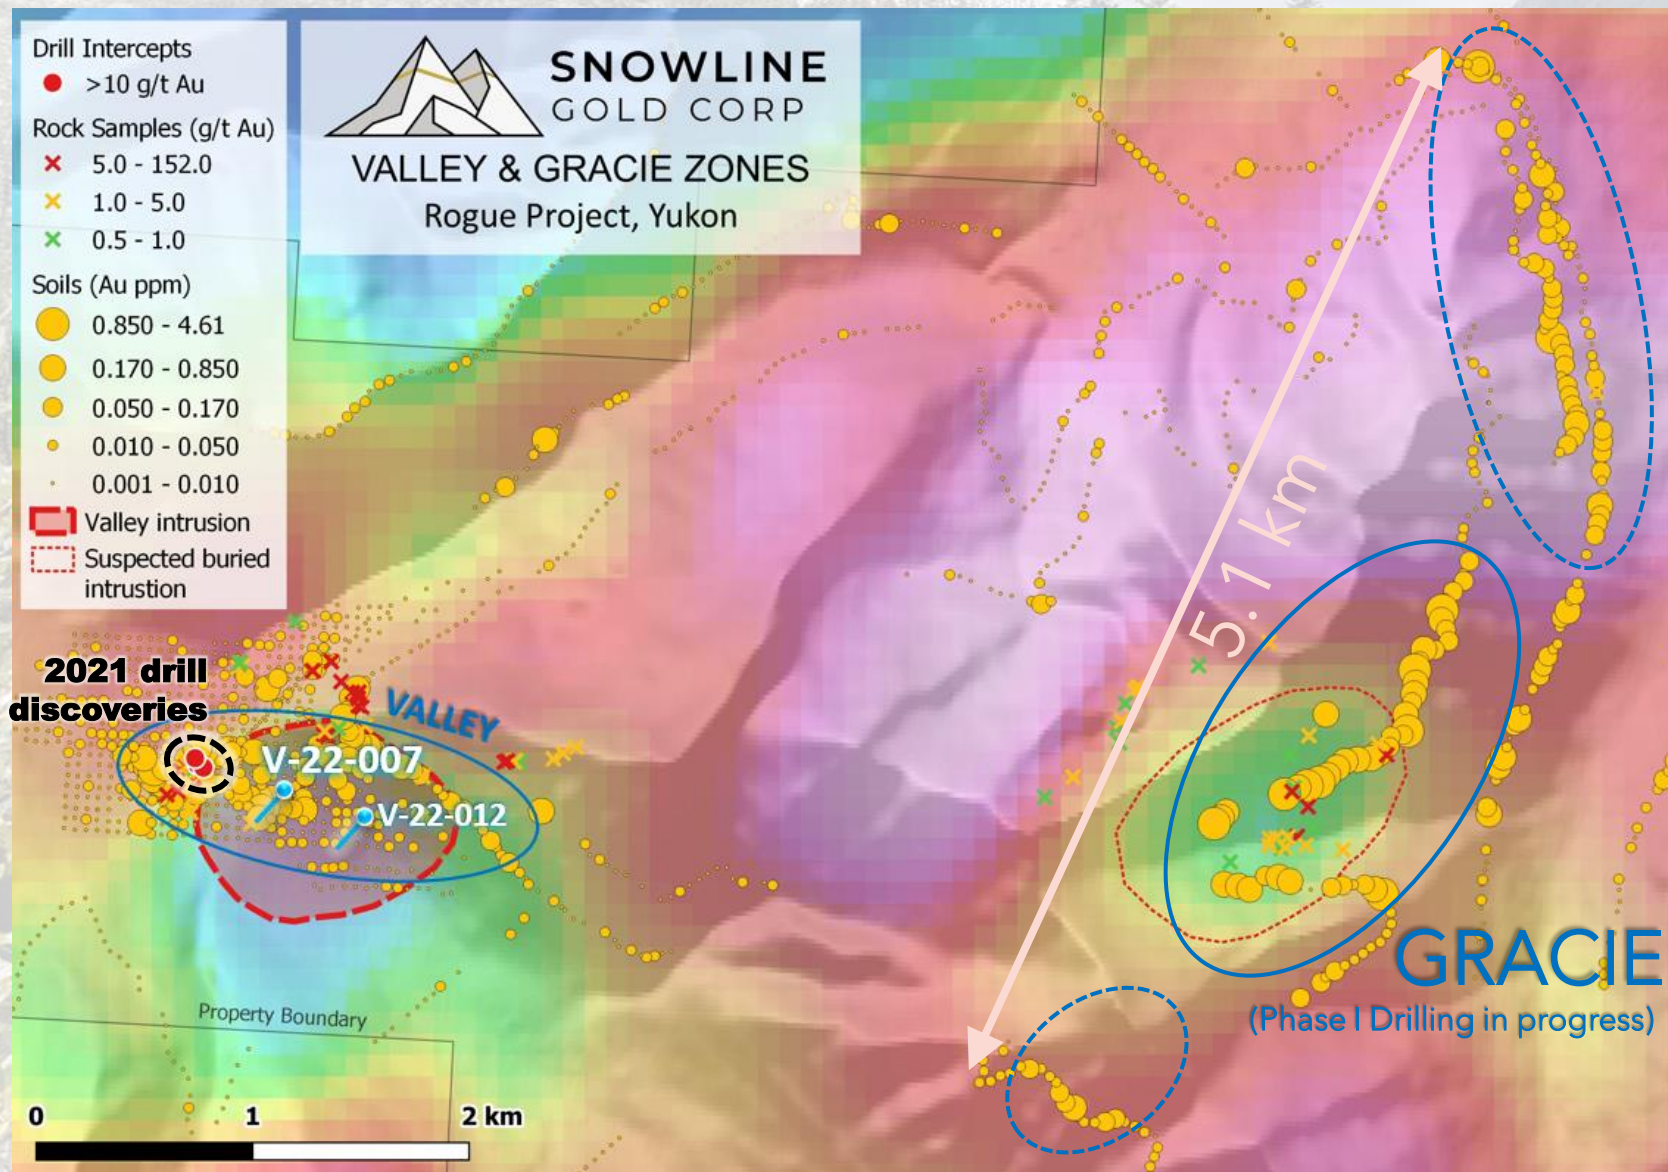 Drill Intercepts
>10 g/t Au
Rock Samples (g/t Au)
5.0 - 152.0
1.0 - 5.0
0.5 - 1.0
Soils (Au ppm)
0.850 - 4.61
0.170 - 0.850
0.050 - 0.170
0.010 - 0.050
0.001 - 0.010
Valley intrusion
Suspected buried
intrustion
SNOWLINE
GOLD CORP
VALLEY & GRACIE ZONES
Rogue Project, Yukon
5.1 km
2021 drill
discoveries
VALLEY
V-22-007
V-22-012
GRACIE
(Phase I Drilling in progress)
Property Boundary
0 1 2 km